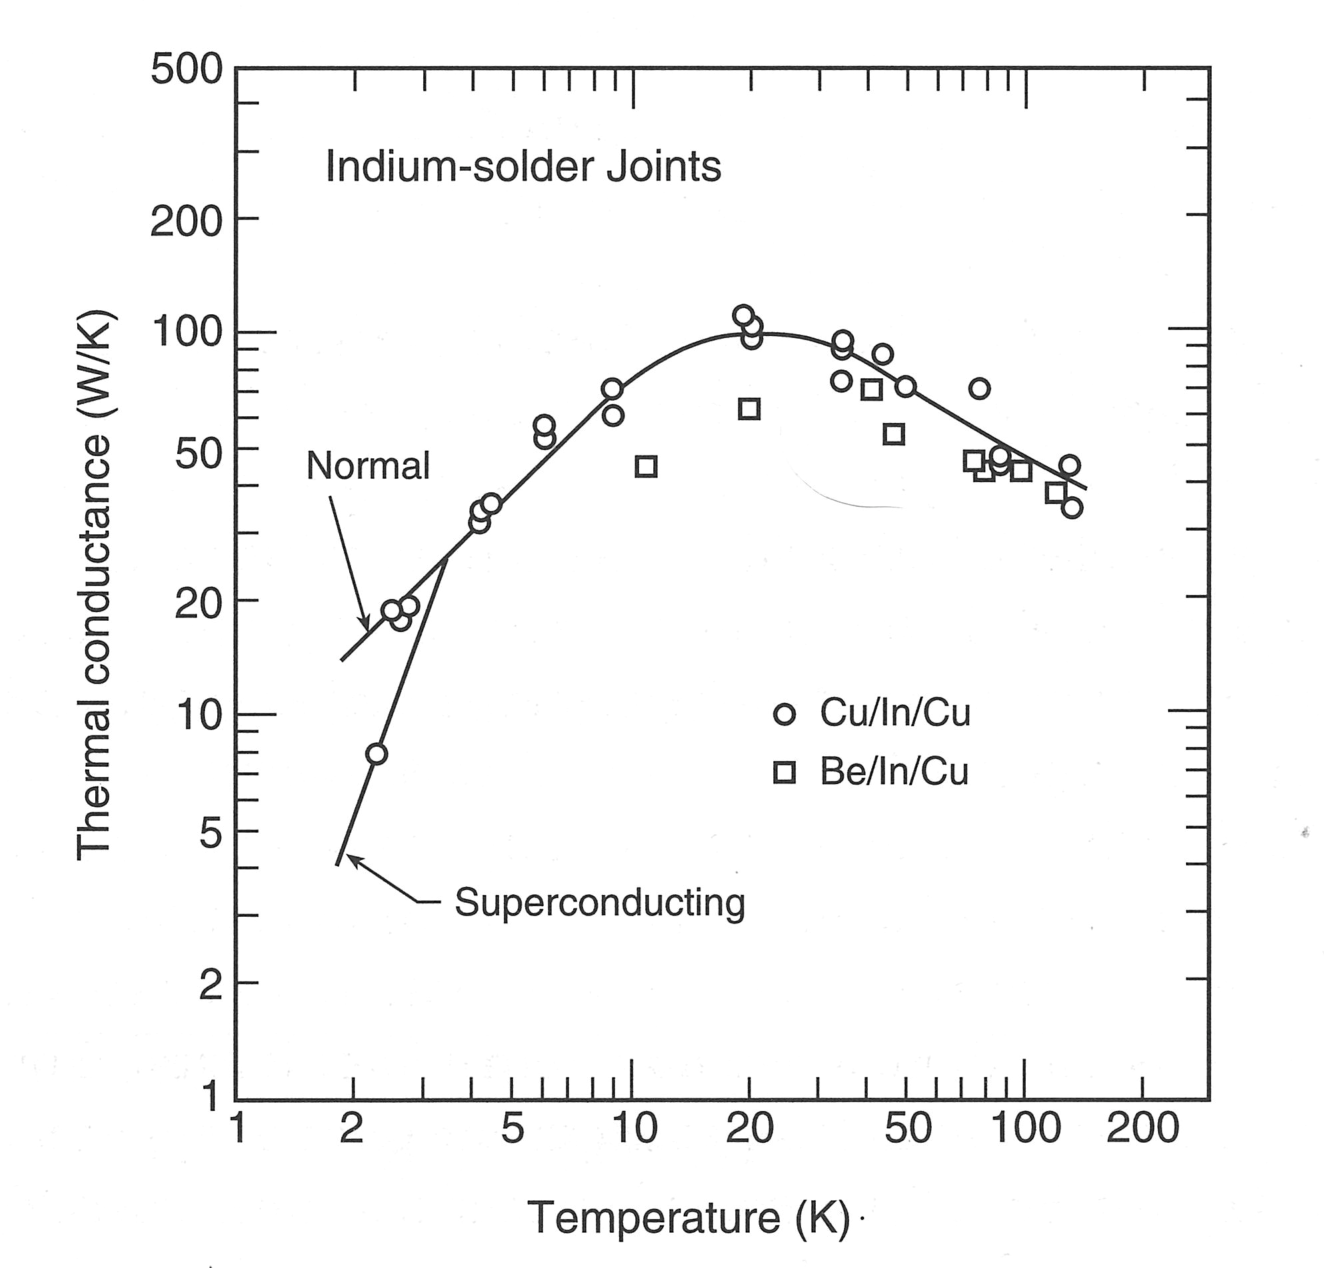 500
Indium-solder Joints
200
100
50
Normal
20
10
Cu/In/Cu
Be/In/Cu
5
Superconducting
2
1
Thermal conductance (W/K)
1 2 5 10 20 50 100 200
Temperature (K)